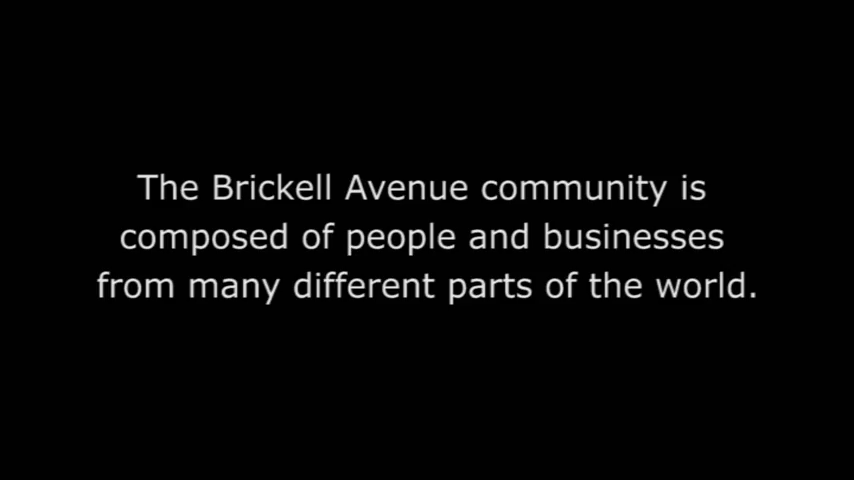 The Brickell Avenue community is
composed of people and businesses
from many different parts of the world.